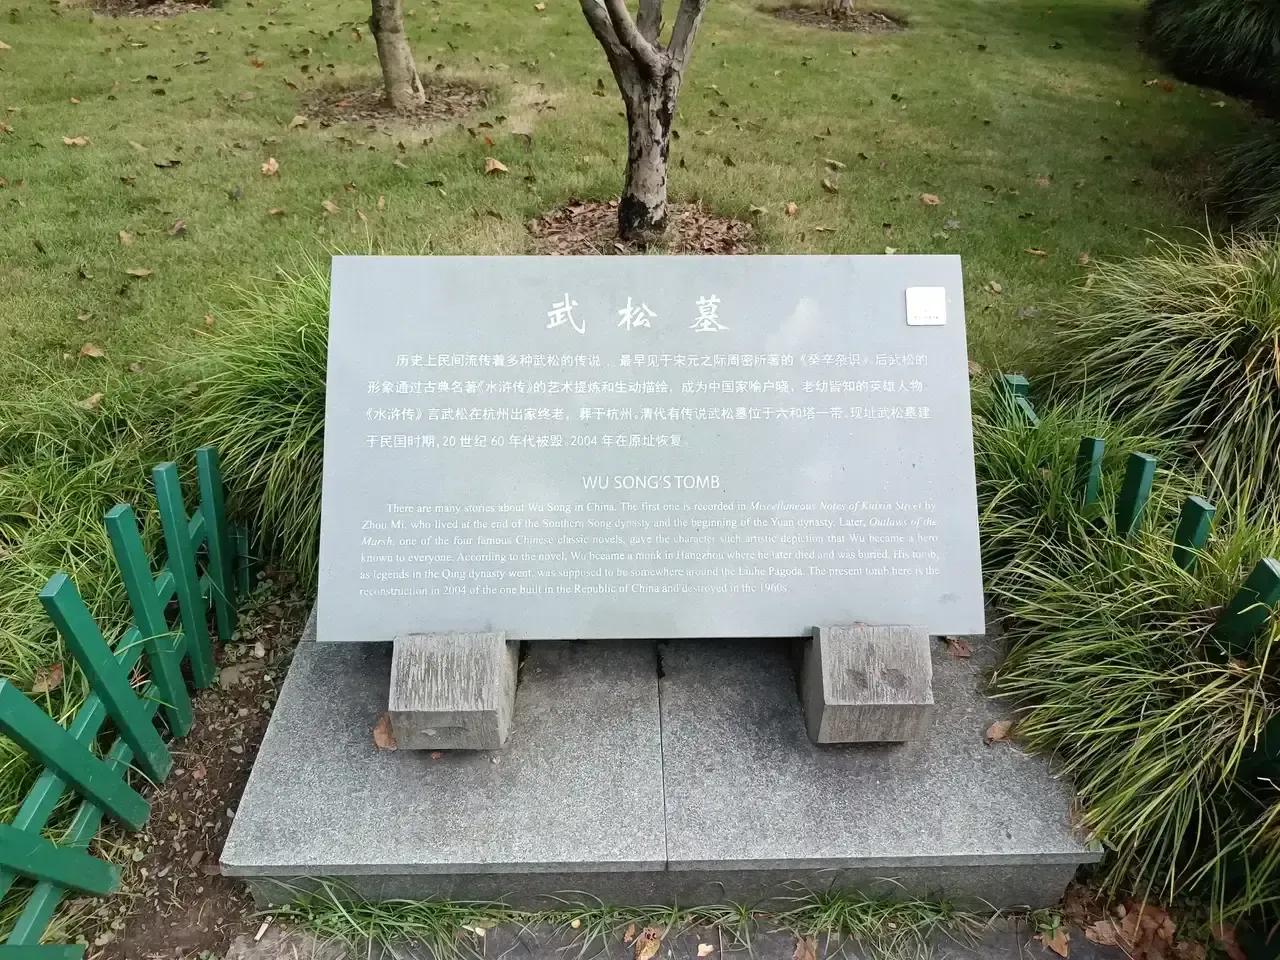 武松墓
历史上民间流传着多种武松的传说，最早见于宋元之际周密所著的《癸辛杂识》。后武松的
形象通过古典名著《水浒传》的艺术提炼和生动描绘，成为中国家喻户晓，老幼皆知的英雄人物
《水浒传》言武松在杭州出家终老，葬于杭州。清代有传说武松墓位于六和塔一带。现址武松墓建
于民国时期，20世纪60年代被毁。2004年在原址恢复。
WU SONG'S TOMB
There are many stories about Wu Song in China. The first one is recorded in Miscellaneous Notes of Kuixin Street by
Zhou Mi, who lived at the end of the Southern Song dynasty and the beginning of the Yuan dynasty. Later, Outlaws of the
Marsh, one of the four famous Chinese classic novels, gave the character such artistic depiction that Wu became a hero
known to everyone. According to the novel, Wu became a monk in Hangzhou where he later died and was buried. His tomb,
as legends in the Qing dynasty went, was supposed to be somewhere around the Liuhe Pagoda. The present tomb here is the
reconstruction in 2004 of the one built in the Republic of China and destroyed in the 1960s.